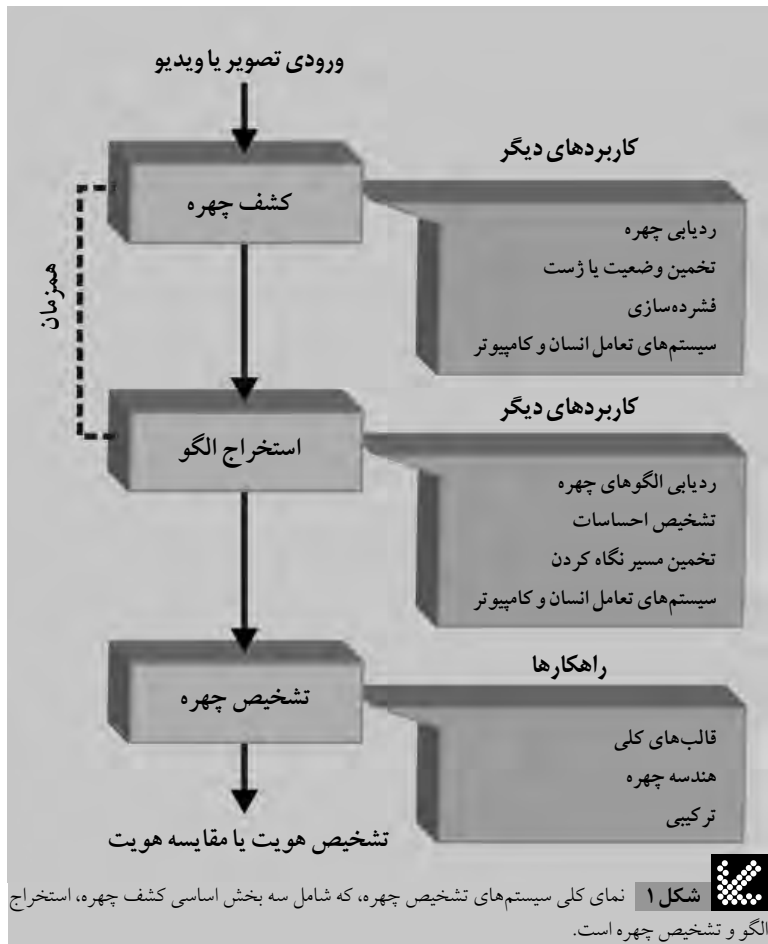 ورودی تصویر یا ویدیو
کشف چهره
کاربردهای دیگر
ردیابی چهره
تخمین وضعیت یا ژست
فشرده‌سازی
سیستم‌های تعامل انسان و کامپیوتر
همزمان
استخراج الگو
کاربردهای دیگر
ردیابی الگوهای چهره
تشخیص احساسات
تخمین مسیر نگاه کردن
سیستم‌های تعامل انسان و کامپیوتر
تشخیص چهره
راهکارها
قالب‌های کلی
هندسه چهره
ترکیبی
تشخیص هویت یا مقایسه هویت
شکل ۱ نمای کلی سیستم‌های تشخیص چهره، که شامل سه بخش اساسی کشف چهره، استخراج
الگو و تشخیص چهره است.